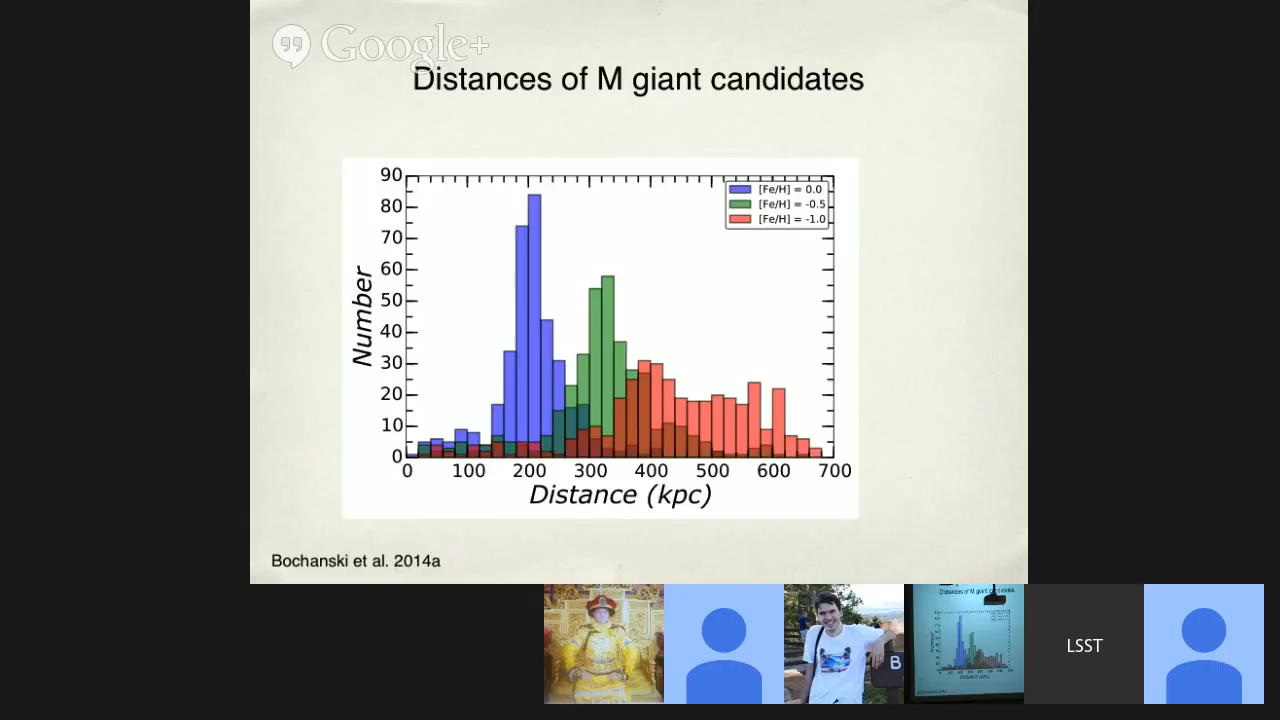 Google+
Distances of M giant candidates
90
80
70
60
50
40
30
20
10
0
Number
[Fe/H] = 0.0
[Fe/H] = -0.5
[Fe/H] = -1.0
0 100 200 300 400 500 600 700
Distance (kpc)
Bochanski et al. 2014a
B
LSST